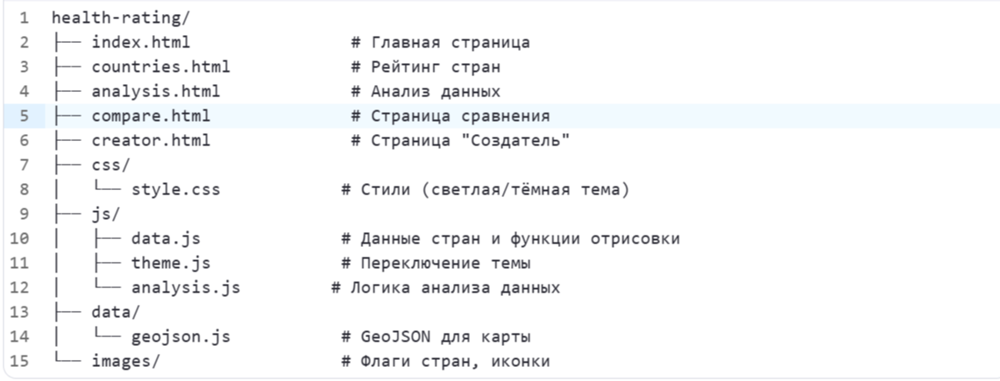 1 health-rating/
2 ├── index.html # Главная страница
3 ├── countries.html # Рейтинг стран
4 ├── analysis.html # Анализ данных
5 ├── compare.html # Страница сравнения
6 ├── creator.html # Страница "Создатель"
7 ├── css/
8 │   └── style.css # Стили (светлая/тёмная тема)
9 ├── js/
10 │   ├── data.js # Данные стран и функции отрисовки
11 │   ├── theme.js # Переключение темы
12 │   └── analysis.js # Логика анализа данных
13 ├── data/
14 │   └── geojson.js # GeoJSON для карты
15 └── images/ # Флаги стран, иконки